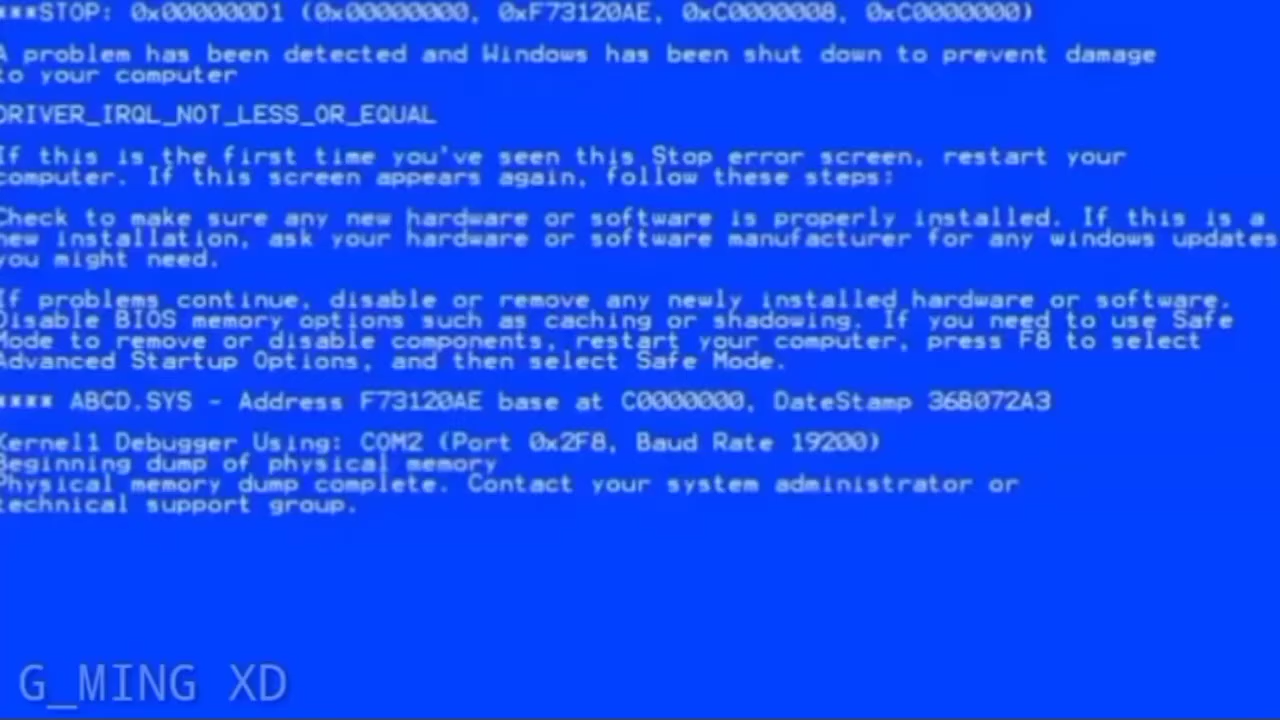 ***STOP: 0x000000D1 (0x00000000, 0xF73120AE, 0xC0000008, 0xC0000000)
A problem has been detected and Windows has been shut down to prevent damage
to your computer
DRIVER_IRQL_NOT_LESS_OR_EQUAL
If this is the first time you've seen this Stop error screen, restart your
computer. If this screen appears again, follow these steps:
Check to make sure any new hardware or software is properly installed. If this is a
new installation, ask your hardware or software manufacturer for any windows updates
you might need.
If problems continue, disable or remove any newly installed hardware or software.
Disable BIOS memory options such as caching or shadowing. If you need to use Safe
Mode to remove or disable components, restart your computer, press F8 to select
Advanced Startup Options, and then select Safe Mode.
**** ABCD.SYS - Address F73120AE base at C0000000, DateStamp 368072A3
Kernel1 Debugger Using: COM2 (Port 0x2F8, Baud Rate 19200)
Beginning dump of physical memory
Physical memory dump complete. Contact your system administrator or
technical support group.
G_MING XD